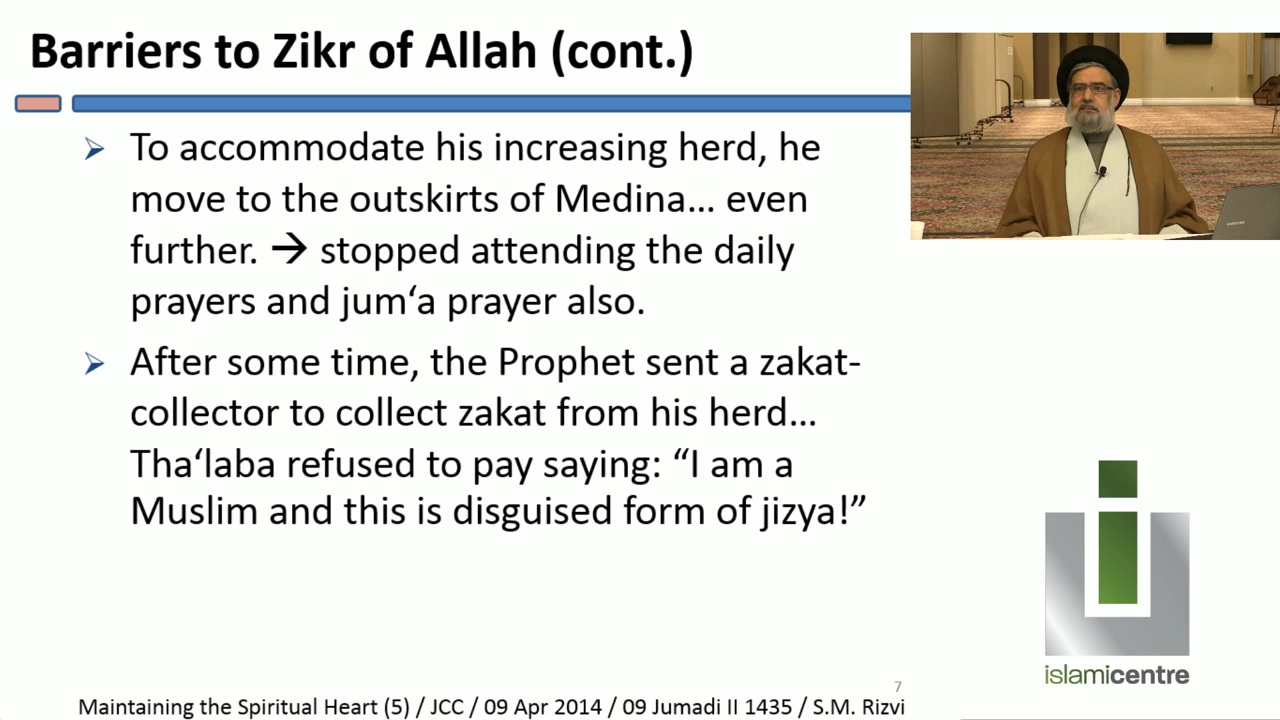 Barriers to Zikr of Allah (cont.)
➢ To accommodate his increasing herd, he
move to the outskirts of Medina… even
further. → stopped attending the daily
prayers and jum‘a prayer also.
➢ After some time, the Prophet sent a zakat-
collector to collect zakat from his herd…
Tha‘laba refused to pay saying: “I am a
Muslim and this is disguised form of jizya!”
islamicentre
7
Maintaining the Spiritual Heart (5) / JCC / 09 Apr 2014 / 09 Jumadi II 1435 / S.M. Rizvi